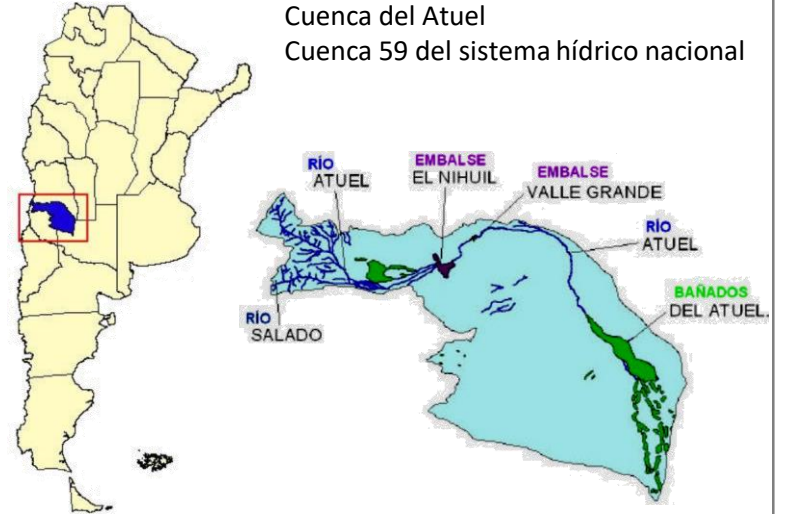 Cuenca del Atuel
Cuenca 59 del sistema hídrico nacional
RÍO
ATUEL
EMBALSE
EL NIHUIL
EMBALSE
VALLE GRANDE
RÍO
ATUEL
BAÑADOS
DEL ATUEL.
RÍO
SALADO